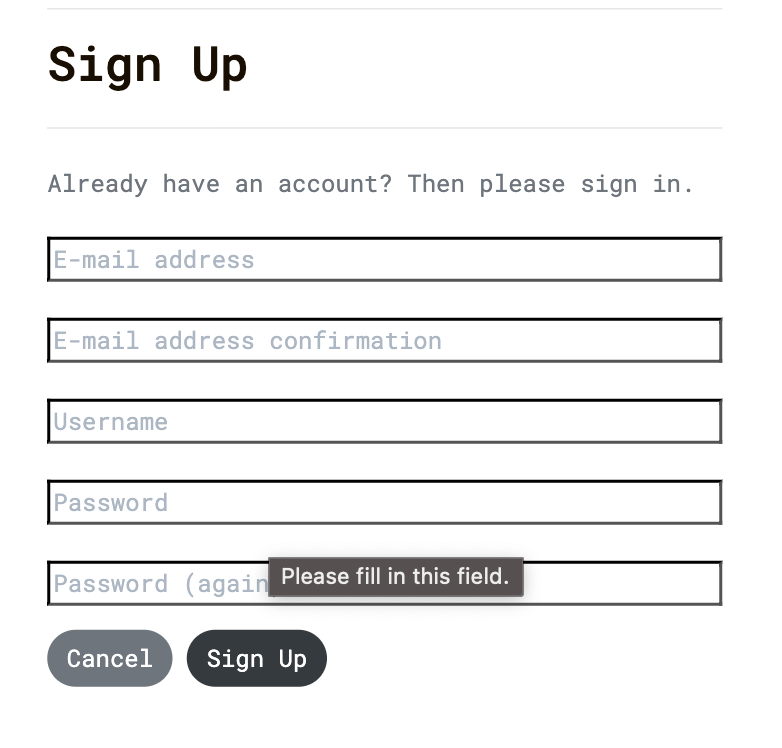 Sign Up
Already have an account? Then please sign in.
E-mail address
E-mail address confirmation
Username
Password
Password (again
Please fill in this field.
Cancel
Sign Up